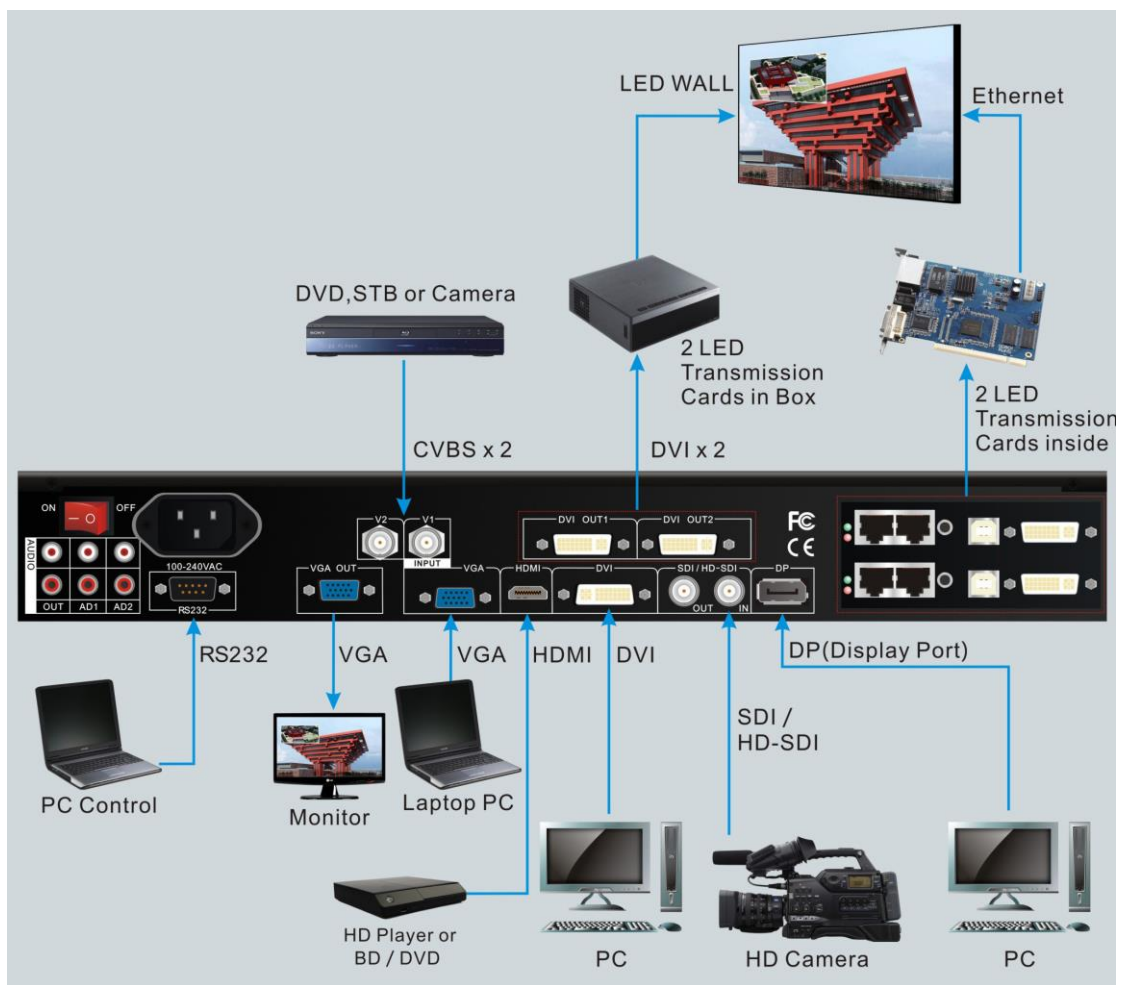 LED WALL
Ethernet
DVD,STB or Camera
SONY
2 LED
Transmission
Cards in Box
2 LED
Transmission
Cards inside
CVBS x 2
DVI x 2
ON
OFF
V2
V1
DVI OUT1
DVI OUT2
FC
CE
AUDIO
100-240VAC
VGA OUT
INPUT
VGA
HDMI
DVI
SDI / HD-SDI
DP
OUT
AD1
AD2
RS232
OUT
IN
RS232
VGA
VGA
HDMI
DVI
DP(Display Port)
SDI /
HD-SDI
PC Control
Monitor
Laptop PC
HD Player or
BD / DVD
PC
HD Camera
PC